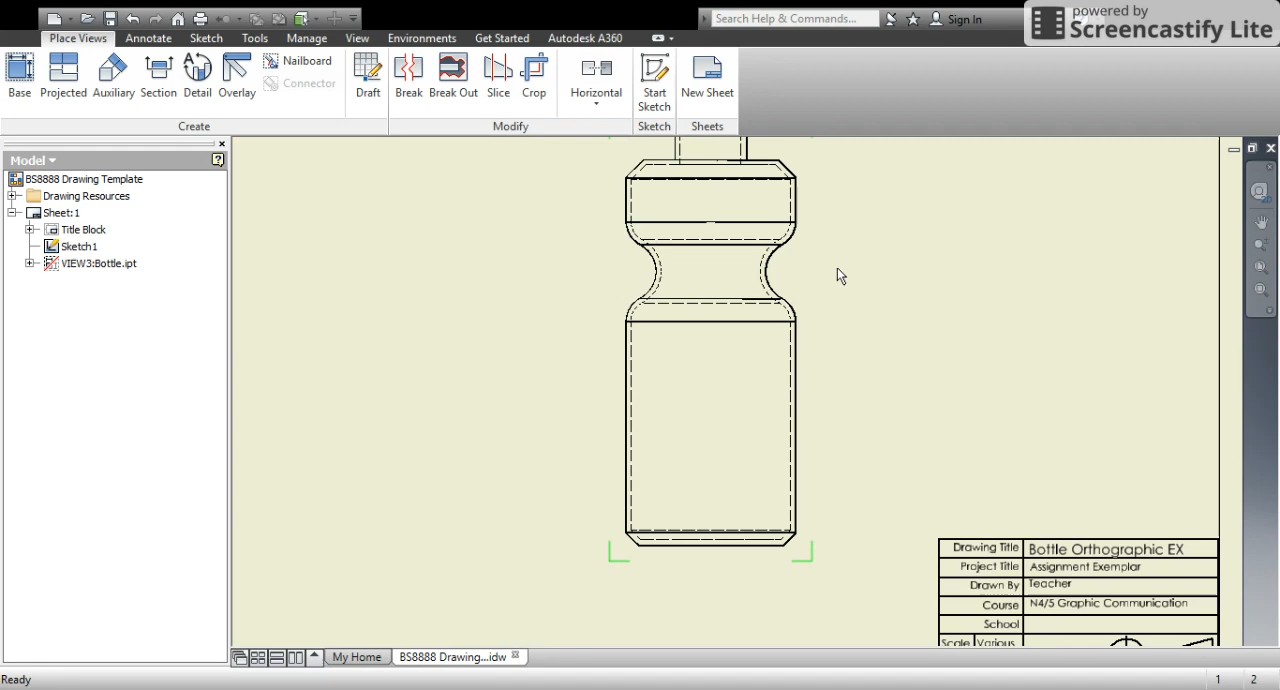 powered by
Screencastify Lite
Search Help & Commands...
Sign In
Place Views
Annotate
Sketch
Tools
Manage
View
Environments
Get Started
Autodesk A360
Base
Projected
Auxiliary
Section
Detail
Overlay
Nailboard
Connector
Draft
Break
Break Out
Slice
Crop
Horizontal
Start
Sketch
New Sheet
Create
Modify
Sketch
Sheets
Model
BS8888 Drawing Template
Drawing Resources
Sheet:1
Title Block
Sketch1
VIEW3:Bottle.ipt
Drawing Title Bottle Orthographic EX
Project Title Assignment Exemplar
Drawn By Teacher
Course N4/5 Graphic Communication
School
Scale Various
My Home
BS8888 Drawing...idw
Ready
1 2